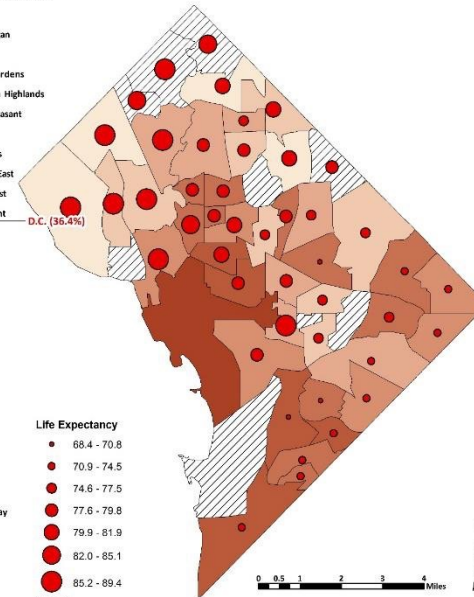 an
rdens
Highlands
asant
s
East
st
nt
D.C. (36.4%)
Life Expectancy
68.4 - 70.8
70.9 - 74.5
74.6 - 77.5
77.6 - 79.8
79.9 - 81.9
82.0 - 85.1
85.2 - 89.4
ay
0 0.5 1 2 3 4
Miles